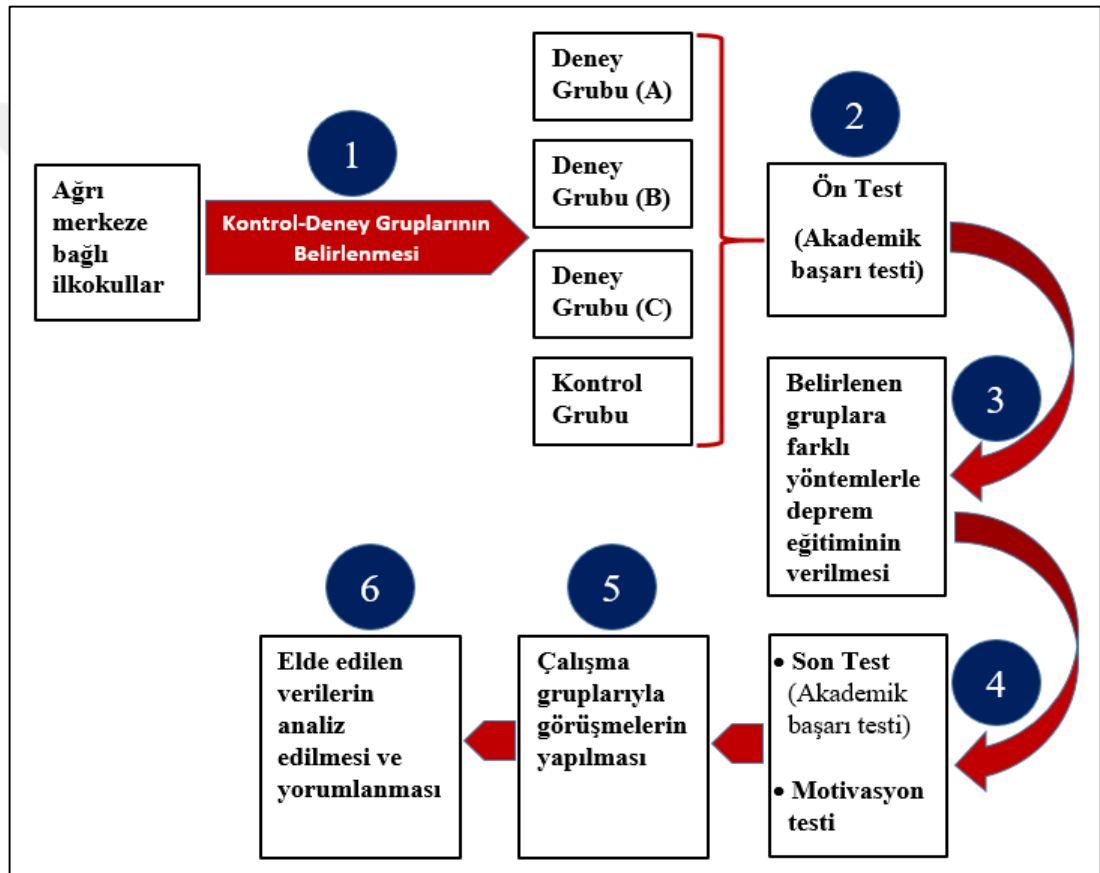 Ağrı
merkeze
bağlı
ilkokullar
1
Kontrol-Deney Gruplarının
Belirlenmesi
Deney
Grubu (A)
Deney
Grubu (B)
Deney
Grubu (C)
Kontrol
Grubu
2
Ön Test
(Akademik
başarı testi)
3
Belirlenen
gruplara
farklı
yöntemlerle
deprem
eğitiminin
verilmesi
4
• Son Test
(Akademik
başarı testi)
• Motivasyon
testi
5
Çalışma
gruplarıyla
görüşmelerin
yapılması
6
Elde edilen
verilerin
analiz
edilmesi ve
yorumlanması